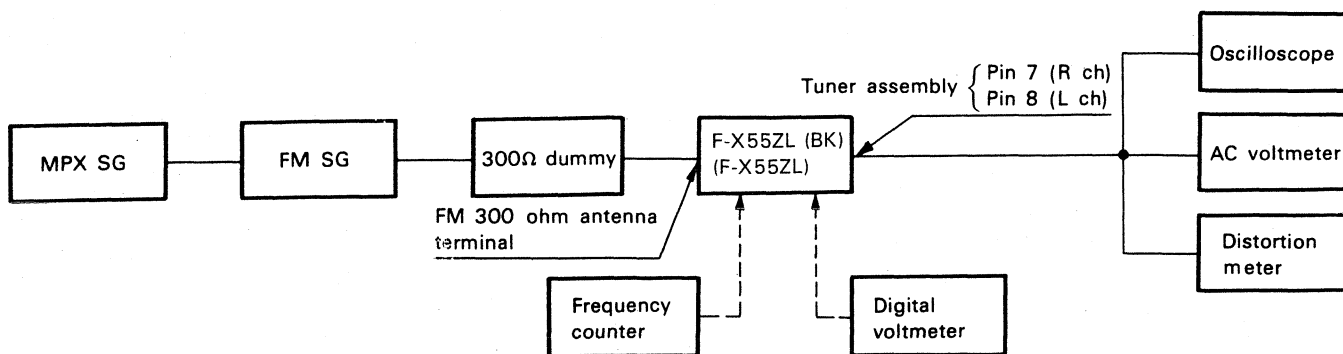 MPX SG
FM SG
300Ω dummy
FM 300 ohm antenna
terminal
F-X55ZL (BK)
(F-X55ZL)
Tuner assembly { Pin 7 (R ch)
Pin 8 (L ch)
Oscilloscope
AC voltmeter
Distortion
meter
Frequency
counter
Digital
voltmeter